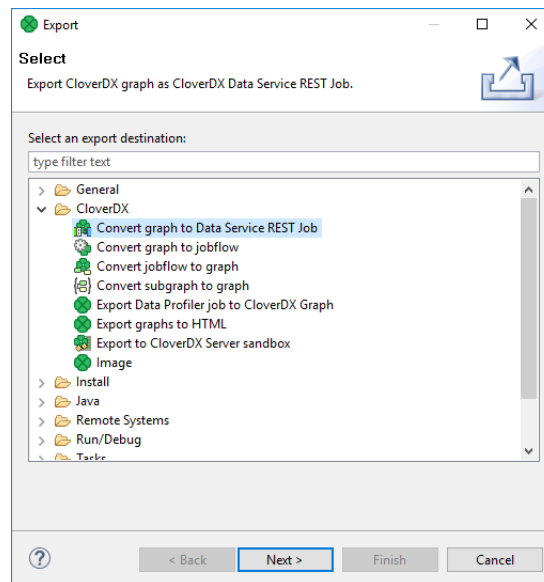 Export
Select
Export CloverDX graph as CloverDX Data Service REST Job.
Select an export destination:
type filter text
General
CloverDX
Convert graph to Data Service REST Job
Convert graph to jobflow
Convert jobflow to graph
Convert subgraph to graph
Export Data Profiler job to CloverDX Graph
Export graphs to HTML
Export to CloverDX Server sandbox
Image
Install
Java
Remote Systems
Run/Debug
Tasks
< Back Next > Finish Cancel